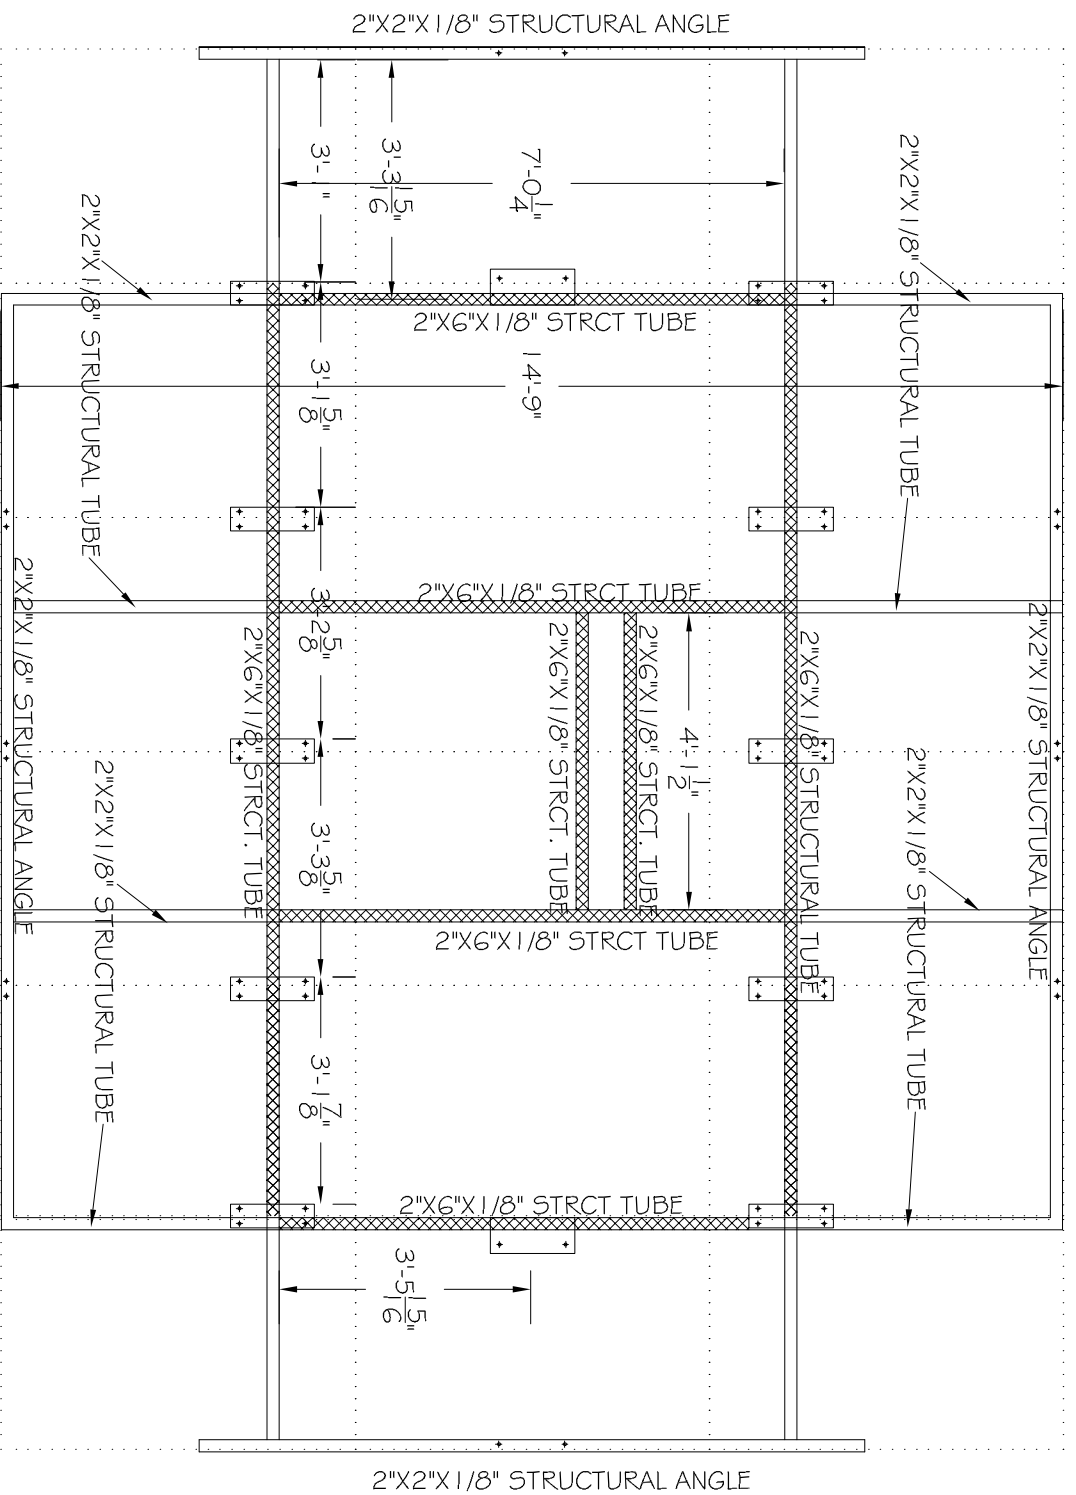 2"X2"X1/8" STRUCTURAL ANGLE
3'-1"
3'-3 15/16"
7'-0 1/4"
2"X2"X1/8" STRUCTURAL TUBE
2"X2"X1/8" STRUCTURAL TUBE
2"X6"X1/8" STRCT TUBE
14'-9"
3'-1 5/8"
2"X6"X1/8" STRCT TUBE
3'-2 5/8"
2"X2"X1/8" STRUCTURAL ANGLE
2"X6"X1/8" STRCT. TUBE
2"X6"X1/8" STRCT. TUBE
2"X6"X1/8" STRCT. TUBE
4'-1 1/2"
2"X6"X1/8" STRUCTURAL TUBE
2"X2"X1/8" STRUCTURAL ANGLE
2"X2"X1/8" STRUCTURAL TUBE
3'-3 5/8"
2"X2"X1/8" STRUCTURAL TUBE
2"X6"X1/8" STRCT TUBE
3'-1 7/8"
2"X6"X1/8" STRCT TUBE
3'-5 15/16"
2"X2"X1/8" STRUCTURAL ANGLE